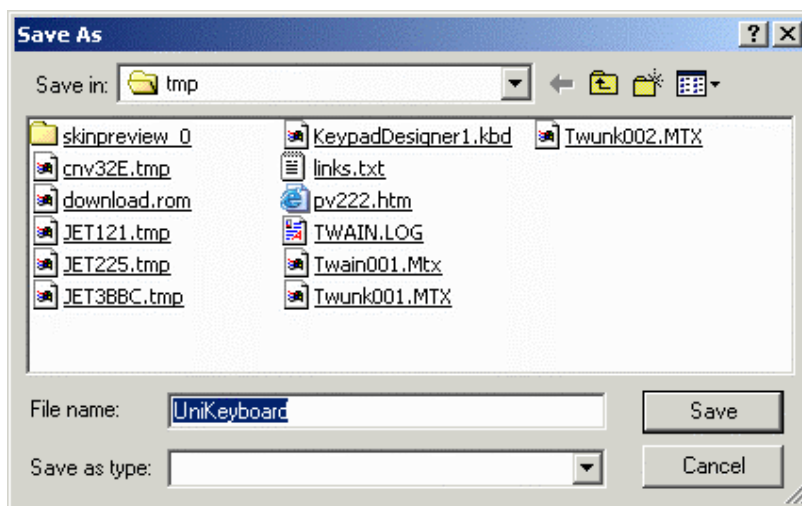 Save As
Save in: tmp
skinpreview_0
cnv32E.tmp
download.rom
JET121.tmp
JET225.tmp
JET3BBC.tmp
KeypadDesigner1.kbd
links.txt
pv222.htm
TWAIN.LOG
Twain001.Mtx
Twunk001.MTX
Twunk002.MTX
File name: UniKeyboard
Save
Save as type:
Cancel